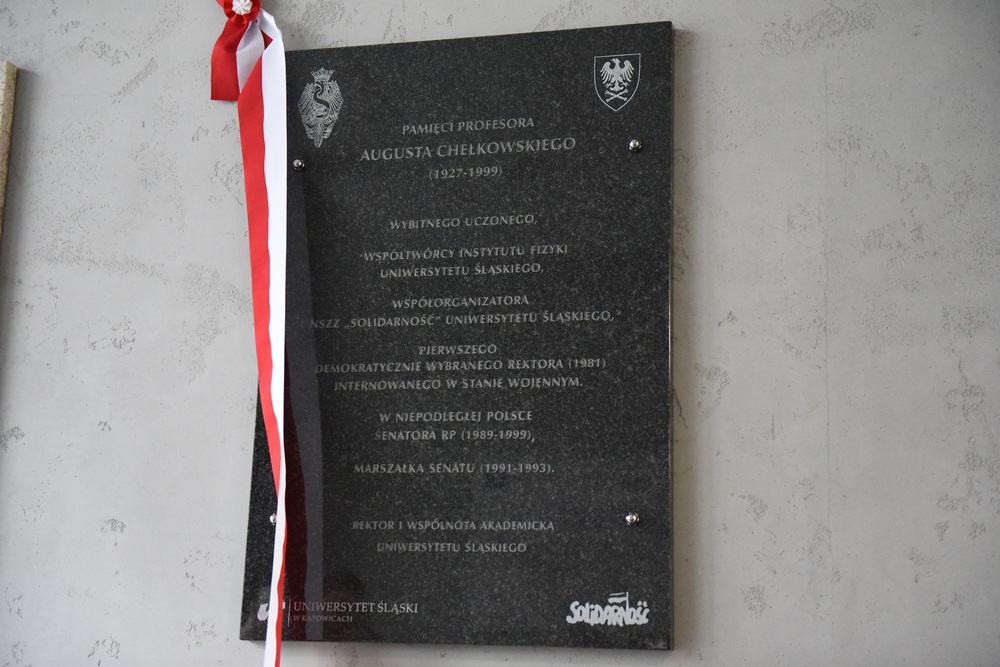 PAMIĘCI PROFESORA
AUGUSTA CHEŁKOWSKIEGO
(1927-1999)
WYBITNEGO UCZONEGO,
WSPÓŁTWÓRCY INSTYTUTU FIZYKI
UNIWERSYTETU ŚLĄSKIEGO,
WSPÓŁORGANIZATORA
NSZZ „SOLIDARNOŚĆ” UNIWERSYTETU ŚLĄSKIEGO,
PIERWSZEGO
DEMOKRATYCZNIE WYBRANEGO REKTORA (1981)
INTERNOWANEGO W STANIE WOJENNYM.
W NIEPODLEGŁEJ POLSCE
SENATORA RP (1989-1999),
MARSZAŁKA SENATU (1991-1993).
REKTOR I WSPÓLNOTA AKADEMICKA
UNIWERSYTETU ŚLĄSKIEGO
UNIWERSYTET ŚLĄSKI
W KATOWICACH
SOLIDARNOŚĆ